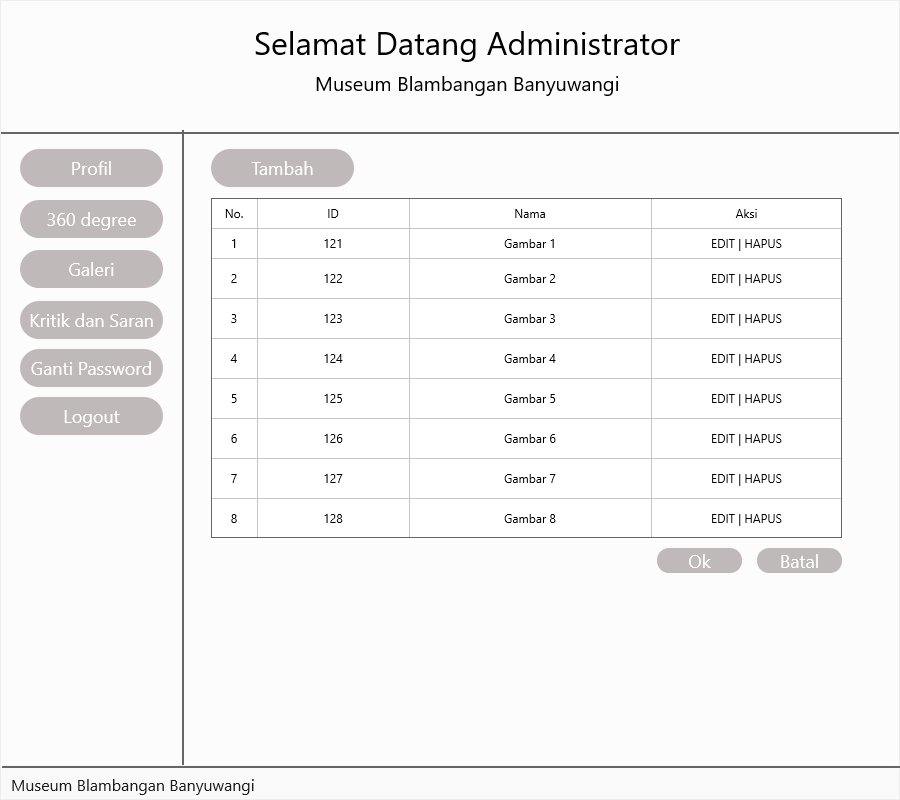 Selamat Datang Administrator
Museum Blambangan Banyuwangi
Profil
360 degree
Galeri
Kritik dan Saran
Ganti Password
Logout
Tambah
No. ID Nama Aksi
1 121 Gambar 1 EDIT | HAPUS
2 122 Gambar 2 EDIT | HAPUS
3 123 Gambar 3 EDIT | HAPUS
4 124 Gambar 4 EDIT | HAPUS
5 125 Gambar 5 EDIT | HAPUS
6 126 Gambar 6 EDIT | HAPUS
7 127 Gambar 7 EDIT | HAPUS
8 128 Gambar 8 EDIT | HAPUS
Ok Batal
Museum Blambangan Banyuwangi